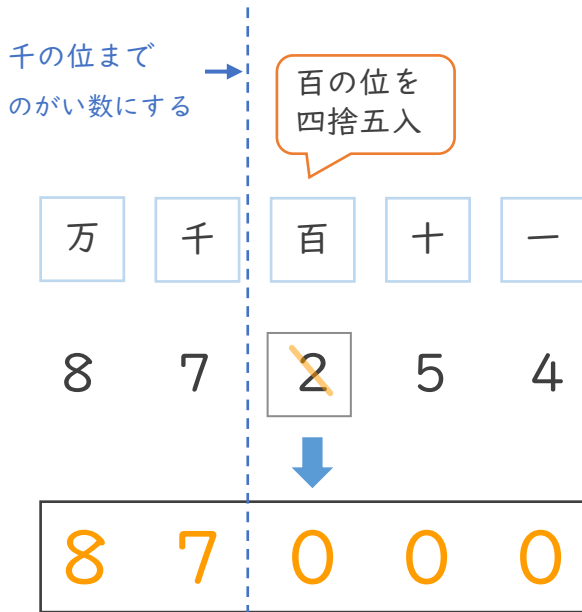 千の位まで
のがい数にする
百の位を
四捨五入
万 千 百 十 一
8 7 2 5 4
8 7 0 0 0